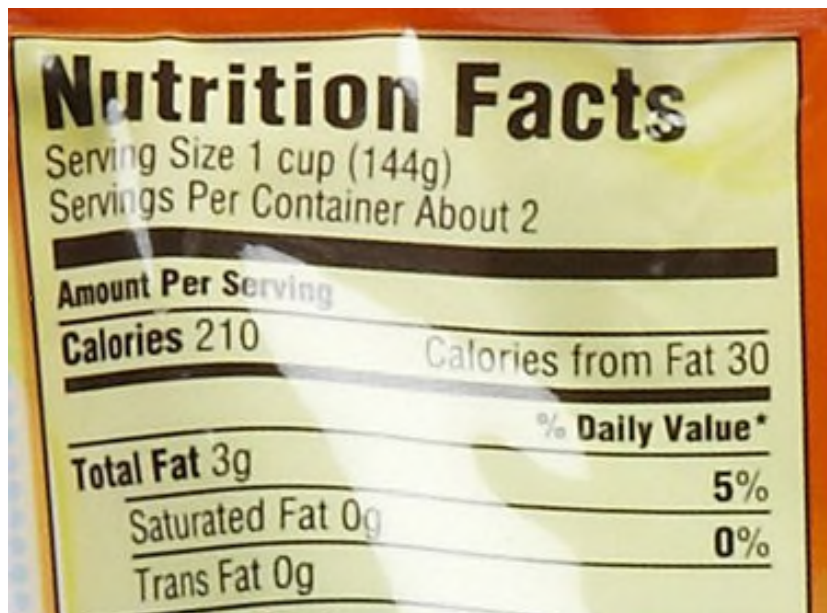 Nutrition Facts
Serving Size 1 cup (144g)
Servings Per Container About 2
Amount Per Serving
Calories 210 Calories from Fat 30
% Daily Value*
Total Fat 3g 5%
Saturated Fat 0g 0%
Trans Fat 0g